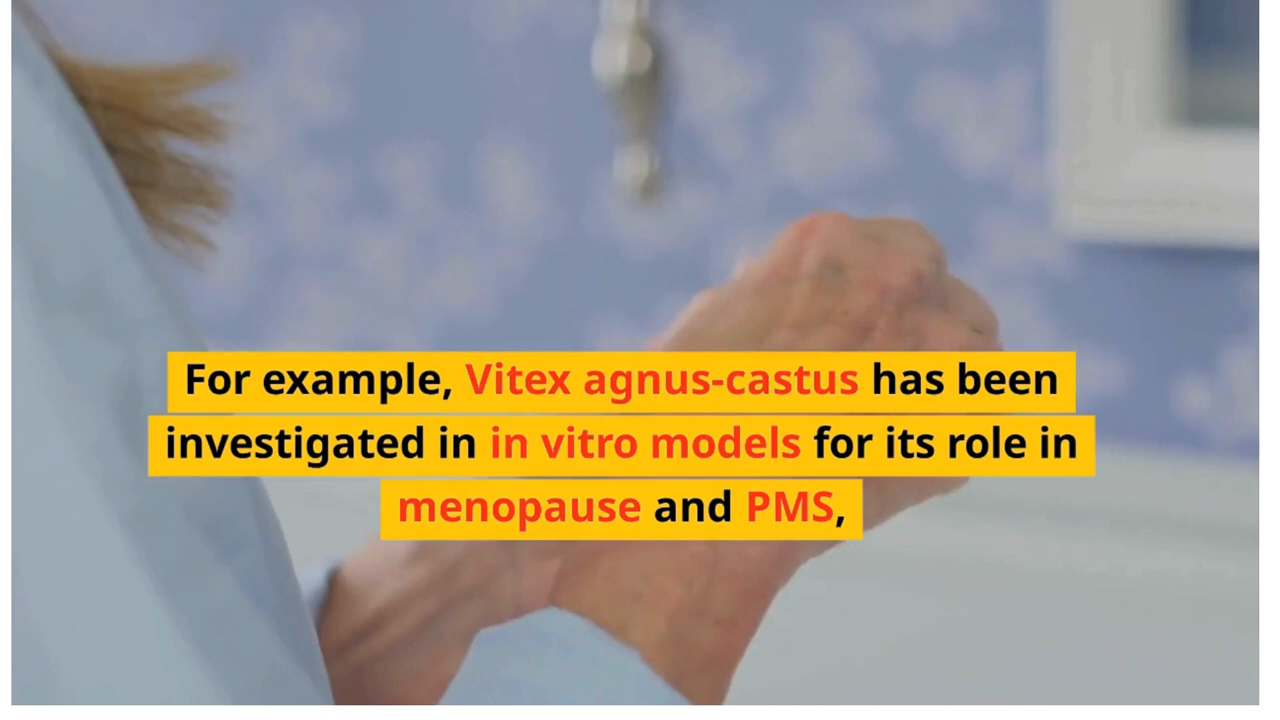 For example, Vitex agnus-castus has been
investigated in in vitro models for its role in
menopause and PMS,